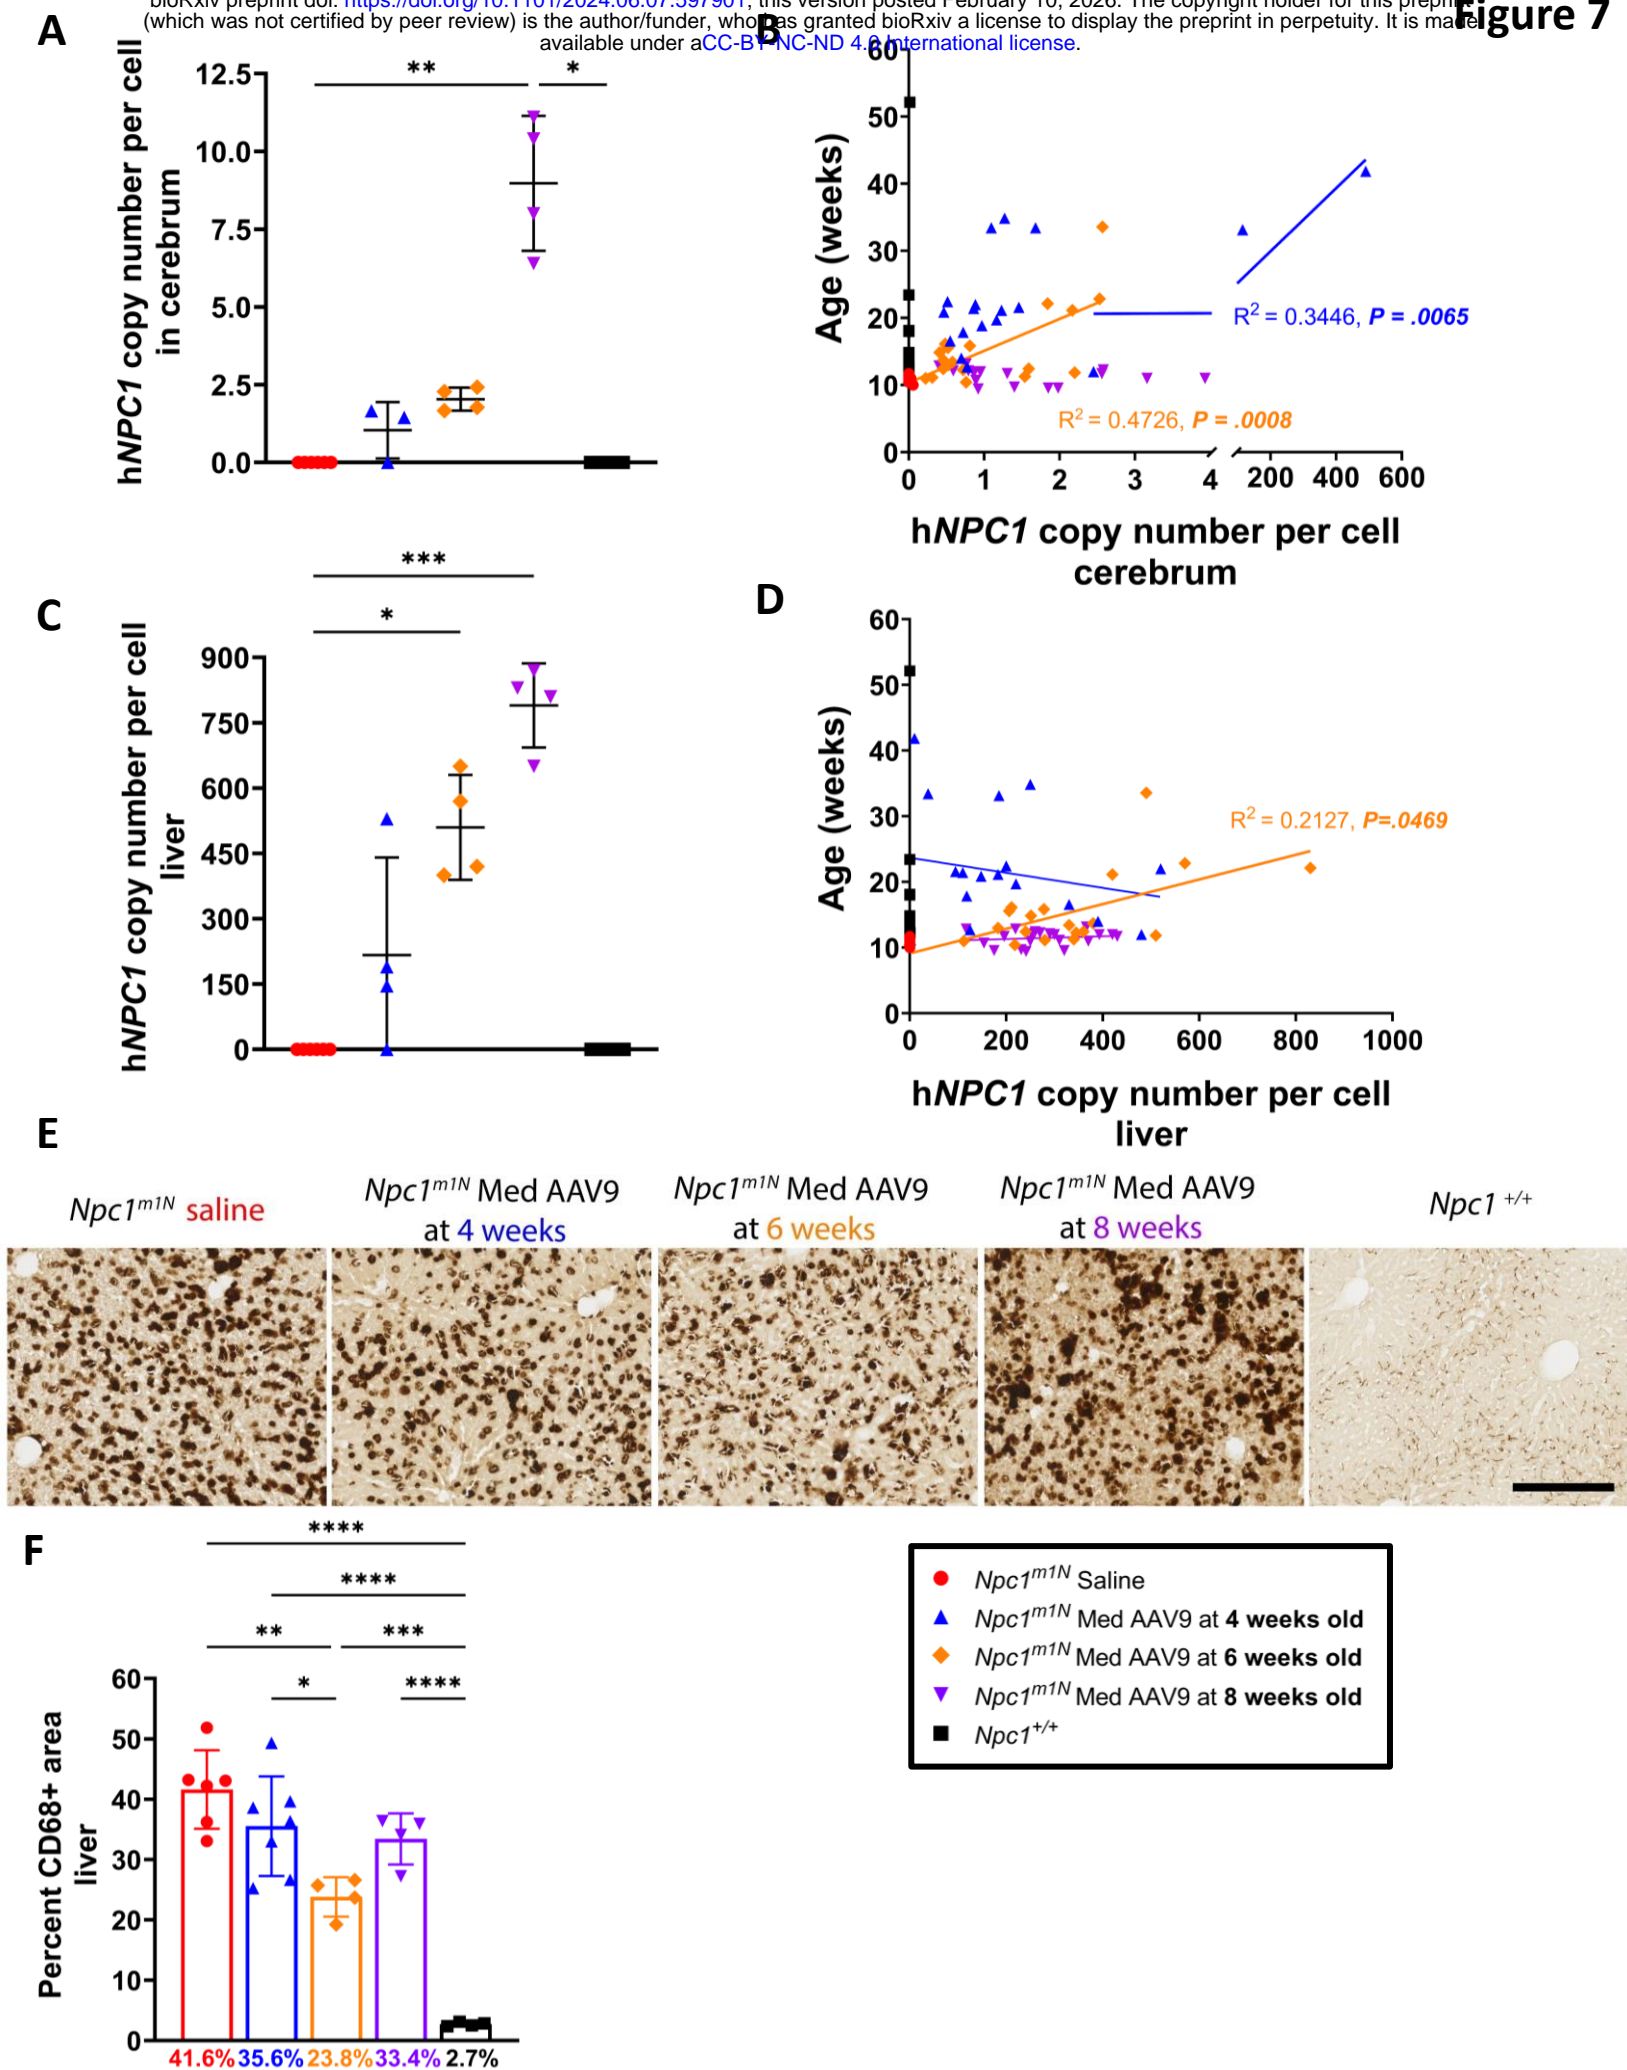 bioRxiv preprint doi: https://doi.org/10.1101/2024.06.07.597901; this version posted February 10, 2026. The copyright holder for this preprint
(which was not certified by peer review) is the author/funder, who has granted bioRxiv a license to display the preprint in perpetuity. It is made
available under aCC-BY-NC-ND 4.0 International license.
Figure 7
A
hNPC1 copy number per cell
in cerebrum
12.5
10.0
7.5
5.0
2.5
0.0
**
*
B
Age (weeks)
60
50
40
30
20
10
0
R2 = 0.3446, P = .0065
R2 = 0.4726, P = .0008
0 1 2 3 4 200 400 600
hNPC1 copy number per cell
cerebrum
C
hNPC1 copy number per cell
liver
900
750
600
450
300
150
0
***
*
D
Age (weeks)
60
50
40
30
20
10
0
R2 = 0.2127, P=.0469
0 200 400 600 800 1000
hNPC1 copy number per cell
liver
E
Npc1m1N saline
Npc1m1N Med AAV9
at 4 weeks
Npc1m1N Med AAV9
at 6 weeks
Npc1m1N Med AAV9
at 8 weeks
Npc1 +/+
F
Percent CD68+ area
liver
****
****
** ***
* ****
60
50
40
30
20
10
0
41.6% 35.6% 23.8% 33.4% 2.7%
Npc1m1N Saline
Npc1m1N Med AAV9 at 4 weeks old
Npc1m1N Med AAV9 at 6 weeks old
Npc1m1N Med AAV9 at 8 weeks old
Npc1+/+